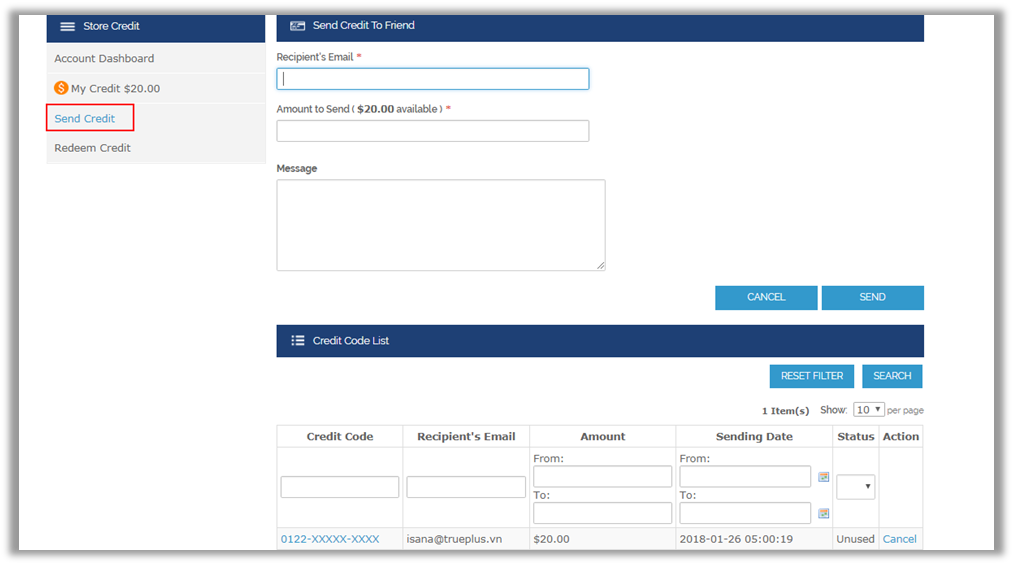 Store Credit
Account Dashboard
My Credit $20.00
Send Credit
Redeem Credit
Send Credit To Friend
Recipient's Email *
Amount to Send ( $20.00 available ) *
Message
CANCEL SEND
Credit Code List
RESET FILTER SEARCH
1 Item(s) Show: 10 per page
Credit Code Recipient's Email Amount Sending Date Status Action
From: From:
To: To:
0122-XXXXX-XXXX isana@trueplus.vn $20.00 2018-01-26 05:00:19 Unused Cancel